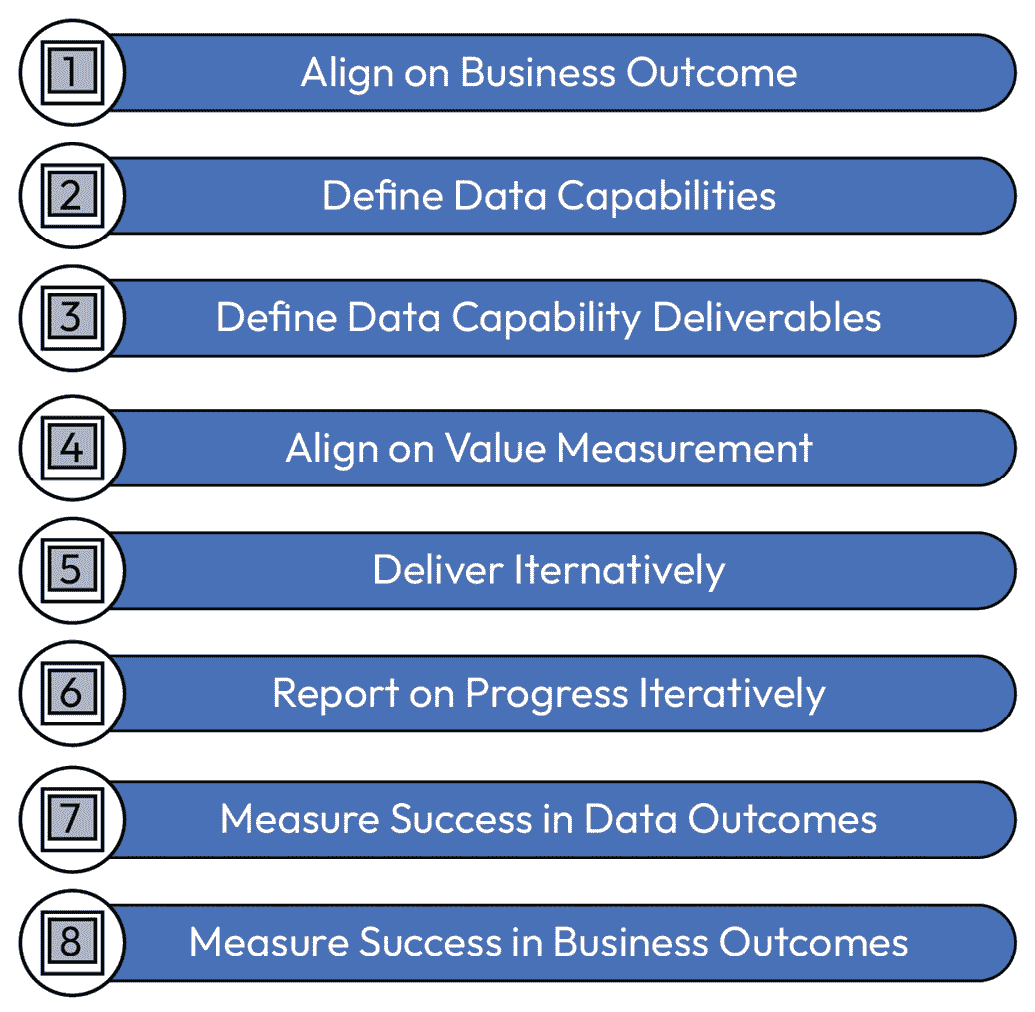 1 Align on Business Outcome
2 Define Data Capabilities
3 Define Data Capability Deliverables
4 Align on Value Measurement
5 Deliver Iternatively
6 Report on Progress Iteratively
7 Measure Success in Data Outcomes
8 Measure Success in Business Outcomes